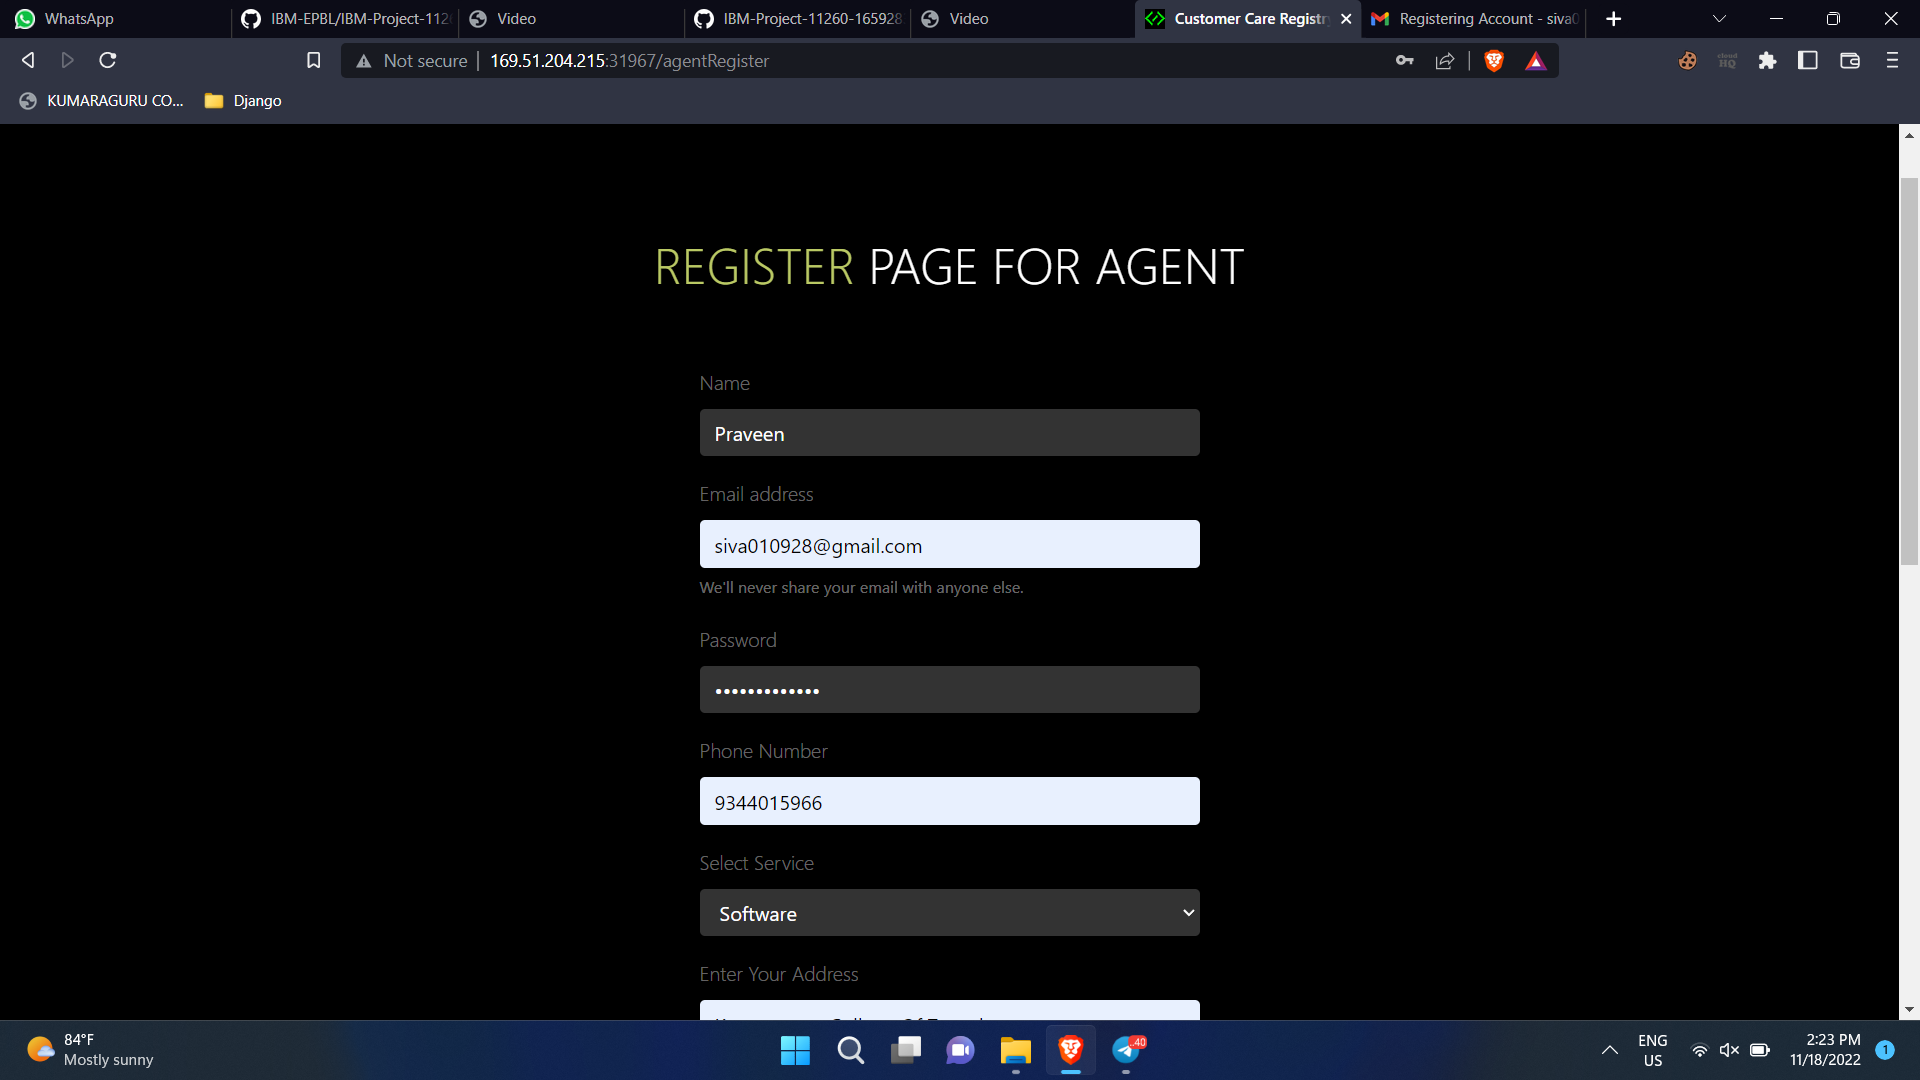 WhatsApp
IBM-EPBL/IBM-Project-112
Video
IBM-Project-11260-165928
Video
Customer Care Registr
Registering Account - siva0
Not secure
169.51.204.215:31967/agentRegister
KUMARAGURU CO...
Django
REGISTER PAGE FOR AGENT
Name
Praveen
Email address
siva010928@gmail.com
We'll never share your email with anyone else.
Password
Phone Number
9344015966
Select Service
Software
Enter Your Address
84°F
Mostly sunny
40
ENG
US
2:23 PM
11/18/2022
1